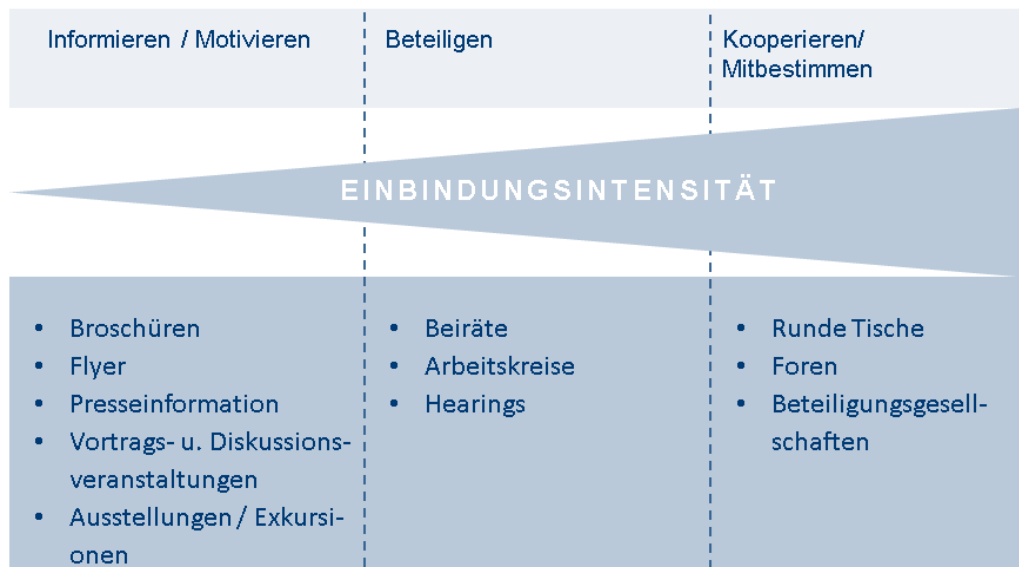 Informieren / Motivieren
Beteiligen
Kooperieren/
Mitbestimmen
EINBINDUNGSINTENSITÄT
• Broschüren
• Flyer
• Presseinformation
• Vortrags- u. Diskussions-
veranstaltungen
• Ausstellungen / Exkursi-
onen
• Beiräte
• Arbeitskreise
• Hearings
• Runde Tische
• Foren
• Beteiligungsgesell-
schaften